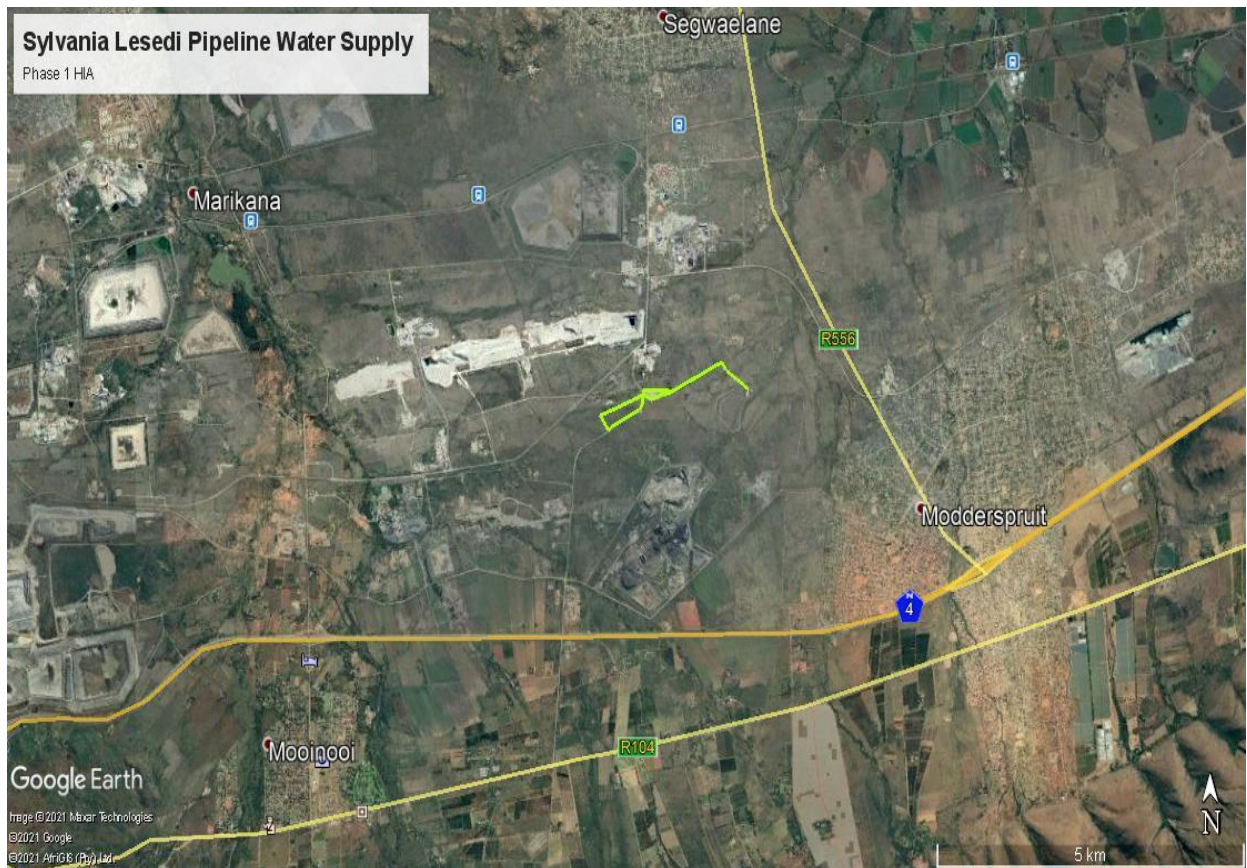 Sylvania Lesedi Pipeline Water Supply
Phase 1 HIA
Segwaelane
Marikana
R556
Modderspruit
N
4
R104
Mooinooi
Google Earth
Image © 2021 Maxar Technologies
© 2021 Google
© 2021 AfriGIS (Pty) Ltd.
N
5 km